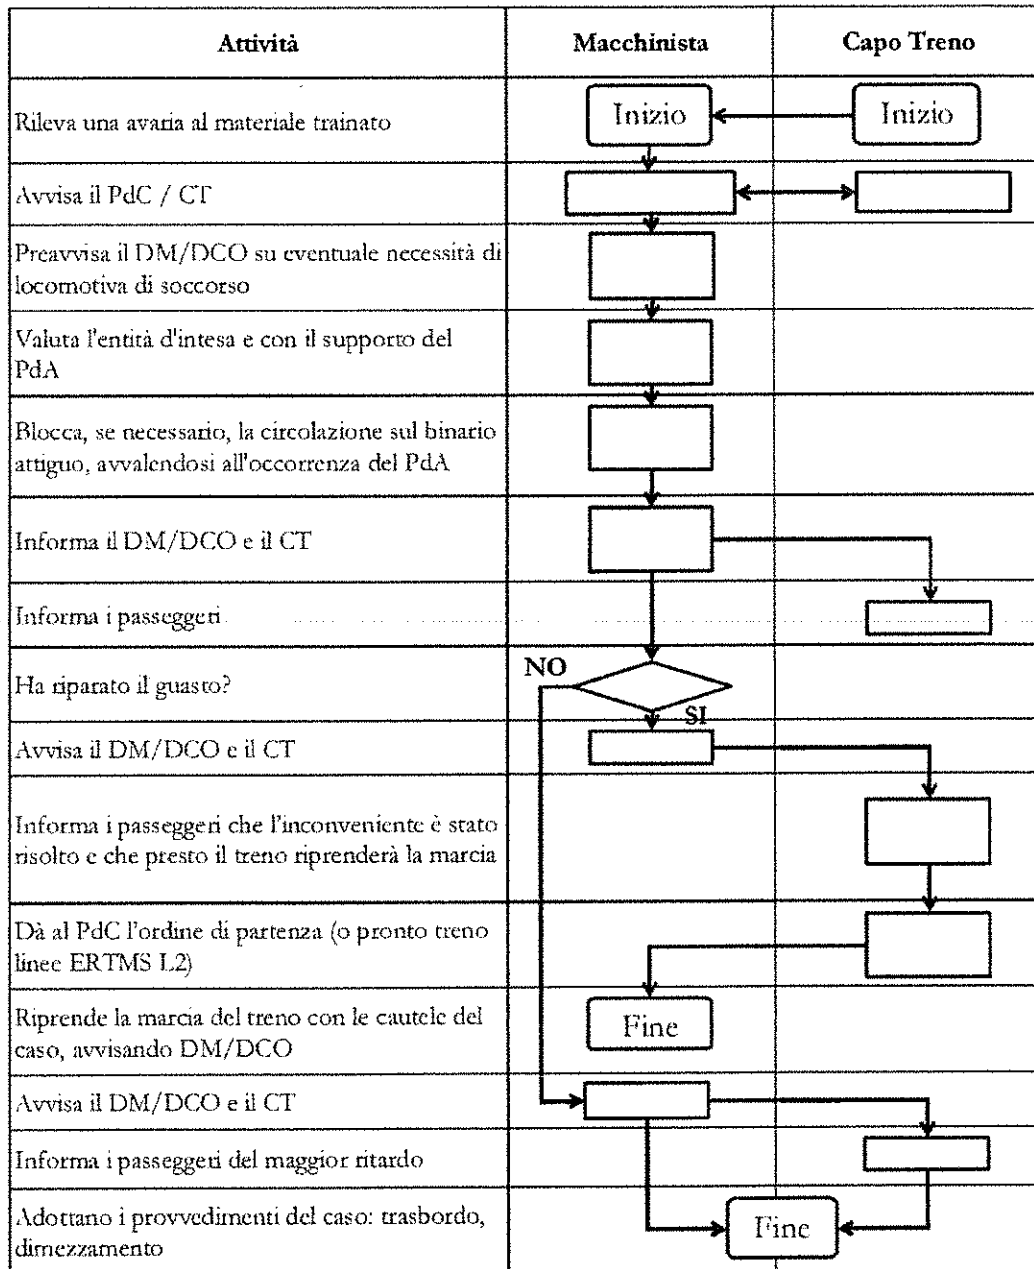 Attività Macchinista Capo Treno
Rileva una avaria al materiale trainato Inizio Inizio
Avvisa il PdC / CT
Preavvisa il DM/DCO su eventuale necessità di
locomotiva di soccorso
Valuta l'entità d'intesa e con il supporto del
PdA
Blocca, se necessario, la circolazione sul binario
attiguo, avvalendosi all'occorrenza del PdA
Informa il DM/DCO e il CT
Informa i passeggeri
NO
Ha riparato il guasto?
SI
Avvisa il DM/DCO e il CT
Informa i passeggeri che l'inconveniente è stato
risolto e che presto il treno riprenderà la marcia
Dà al PdC l'ordine di partenza (o pronto treno
linee ERTMS L2)
Riprende la marcia del treno con le cautele del
caso, avvisando DM/DCO
Fine
Avvisa il DM/DCO e il CT
Informa i passeggeri del maggior ritardo
Adottano i provvedimenti del caso: trasbordo,
dimezzamento
Fine